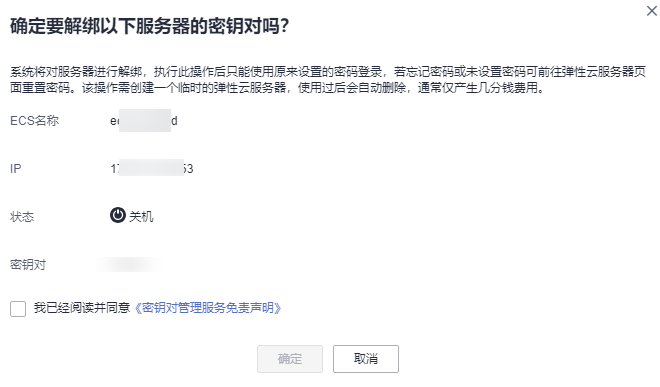 确定要解绑以下服务器的密钥对吗？
系统将对服务器进行解绑，执行此操作后只能使用原来设置的密码登录，若忘记密码或未设置密码可前往弹性云服务器页
面重置密码。该操作需创建一个临时的弹性云服务器，使用过后会自动删除，通常仅产生几分钱费用。
ECS名称
IP
状态 关机
密钥对
我已经阅读并同意《密钥对管理服务免责声明》
确定 取消